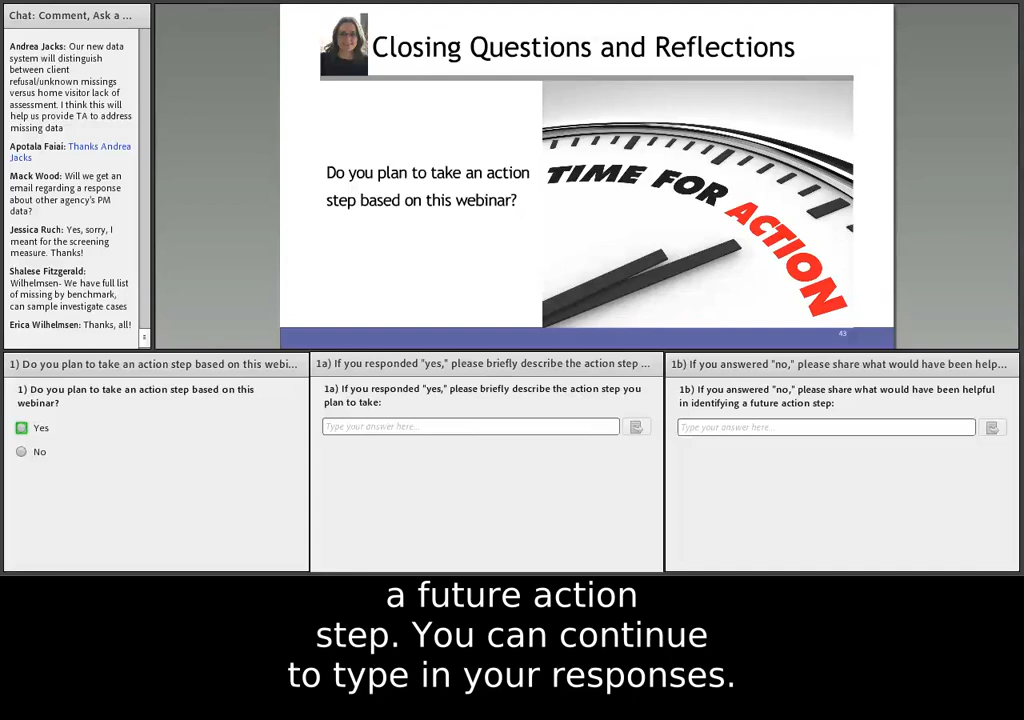 Chat: Comment, Ask a ...
Andrea Jacks: Our new data
system will distinguish
between client
refusal/unknown missings
versus home visitor lack of
assessment. I think this will
help us provide TA to address
missing data
Apotala Faiai: Thanks Andrea
Jacks
Mack Wood: Will we get an
email regarding a response
about other agency's PM
data?
Jessica Ruch: Yes, sorry, I
meant for the screening
measure. Thanks!
Shalese Fitzgerald:
Wilhelmsen- We have full list
of missing by benchmark,
can sample investigate cases
Erica Wilhelmsen: Thanks, all!
Closing Questions and Reflections
Do you plan to take an action
step based on this webinar?
TIME FOR ACTION
43
1) Do you plan to take an action step based on this webi...
1) Do you plan to take an action step based on this
webinar?
Yes
No
1a) If you responded "yes," please briefly describe the action step ...
1a) If you responded "yes," please briefly describe the action step you
plan to take:
Type your answer here...
1b) If you answered "no," please share what would have been help...
1b) If you answered "no," please share what would have been helpful
in identifying a future action step:
Type your answer here...
a future action
step. You can continue
to type in your responses.